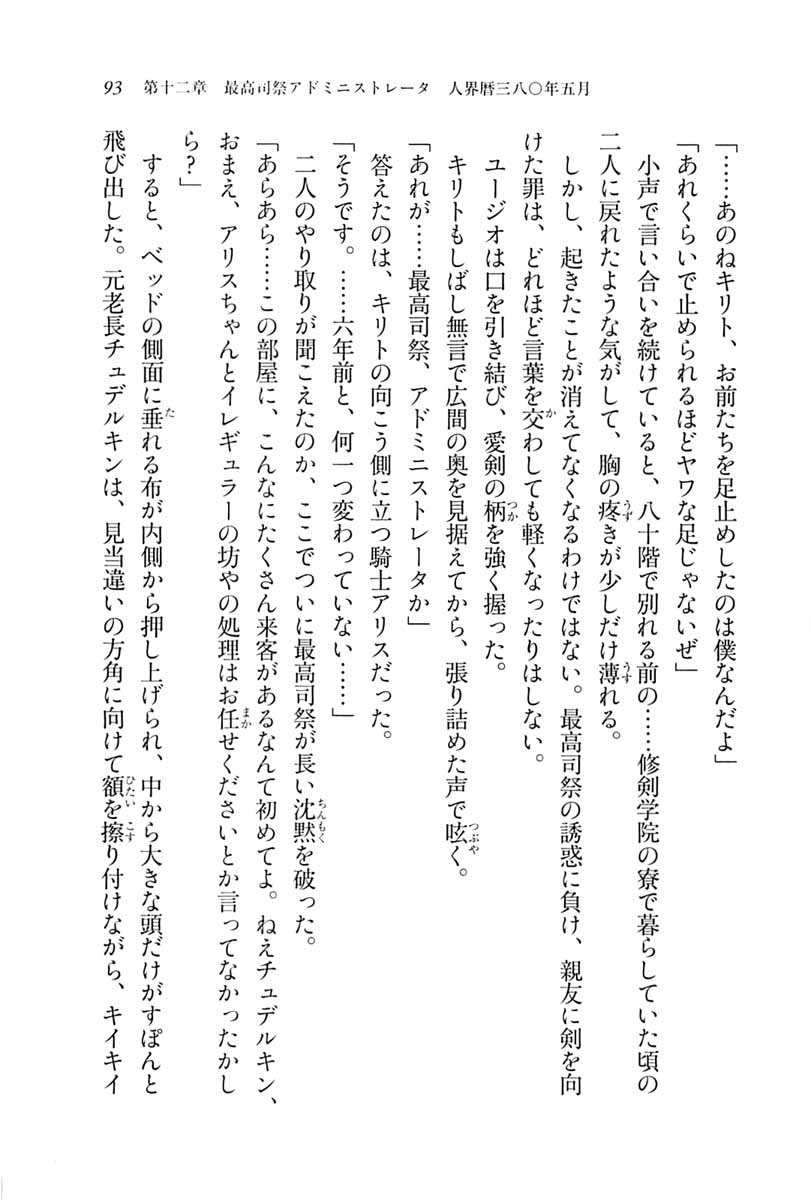 93　第十二章　最高司祭アドミニストレータ　人界暦三八〇年五月
「……あのねキリト、お前たちを足止めしたのは僕なんだよ」
「あれくらいで止められるほどヤワな足じゃないぜ」
　小声で言い合いを続けていると、八十階で別れる前の……修剣学院の寮で暮らしていた頃の
二人に戻れたような気がして、胸の疼きが少しだけ薄れる。
　しかし、起きたことが消えてなくなるわけではない。最高司祭の誘惑に負け、親友に剣を向
けた罪は、どれほど言葉を交わしても軽くなったりはしない。
　ユージオは口を引き結び、愛剣の柄を強く握った。
　キリトもしばし無言で広間の奥を見据えてから、張り詰めた声で呟く。
「あれが……最高司祭、アドミニストレータか」
　答えたのは、キリトの向こう側に立つ騎士アリスだった。
「そうです。……六年前と、何一つ変わっていない……」
　二人のやり取りが聞こえたのか、ここでついに最高司祭が長い沈黙を破った。
「あらあら……この部屋に、こんなにたくさん来客があるなんて初めてよ。ねえチュデルキン、
おまえ、アリスちゃんとイレギュラーの坊やの処理はお任せくださいとか言ってなかったかし
ら？」
　すると、ベッドの側面に垂れる布が内側から押し上げられ、中から大きな頭だけがすぽんと
飛び出した。元老長チュデルキンは、見当違いの方角に向けて額を擦り付けながら、キイキイ